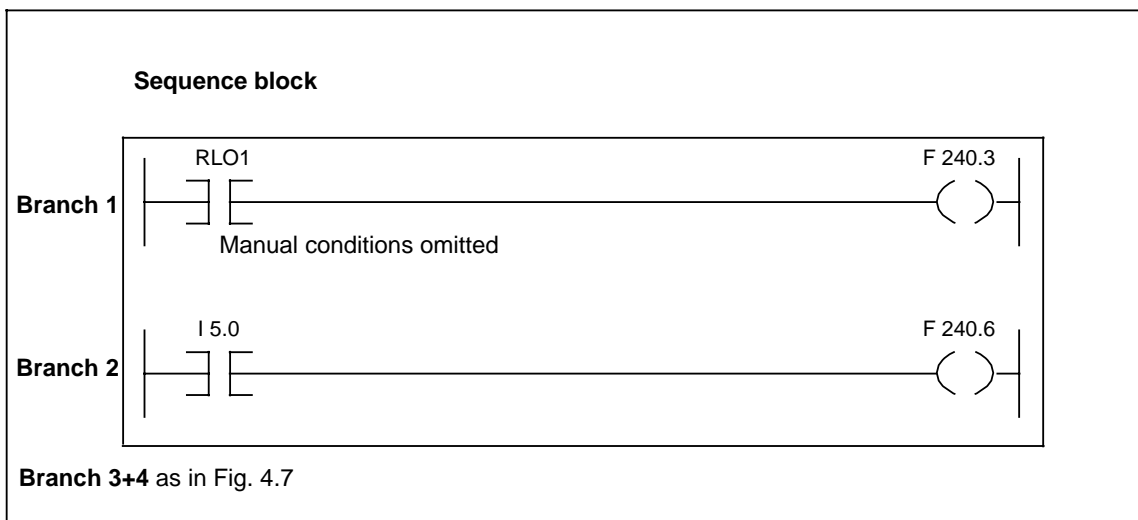 Sequence block
RLO1 F 240.3
Branch 1
Manual conditions omitted
I 5.0 F 240.6
Branch 2
Branch 3+4 as in Fig. 4.7